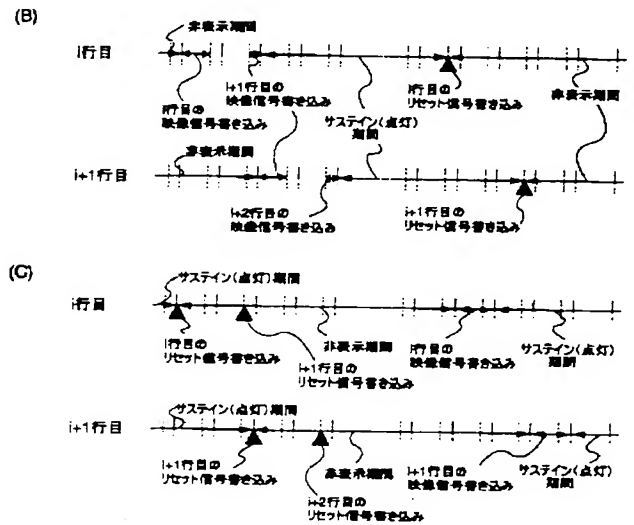 (B)
非表示期間
i行目
i行目の
映像信号書き込み
i+1行目の
映像信号書き込み
サステイン(点灯)
期間
i行目の
リセット信号書き込み
非表示期間
非表示期間
i+1行目
i+2行目の
映像信号書き込み
i+1行目の
リセット信号書き込み
(C)
サステイン(点灯)期間
i行目
i行目の
リセット信号書き込み
i+1行目の
リセット信号書き込み
非表示期間
i行目の
映像信号書き込み
サステイン(点灯)
期間
サステイン(点灯)期間
i+1行目
i+1行目の
リセット信号書き込み
i+2行目の
リセット信号書き込み
非表示期間
i+1行目の
映像信号書き込み
サステイン(点灯)
期間